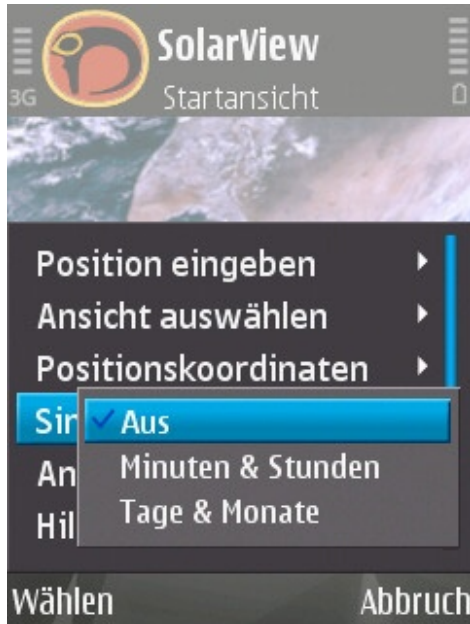 SolarView
3G
Startansicht
Position eingeben
Ansicht auswählen
Positionskoordinaten
Aus
Minuten & Stunden
Tage & Monate
Wählen Abbruch